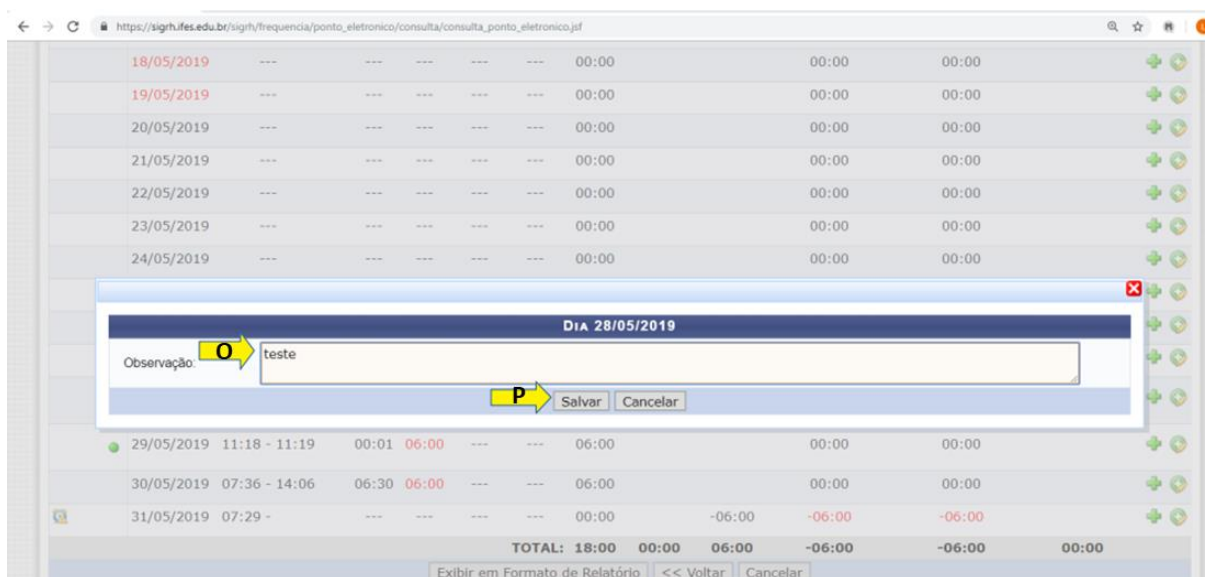 https://sigrh.ifes.edu.br/sigrh/frequencia/ponto_eletronico/consulta/consulta_ponto_eletronico.jsf
18/05/2019 --- --- --- --- --- 00:00 00:00 00:00
19/05/2019 --- --- --- --- --- 00:00 00:00 00:00
20/05/2019 --- --- --- --- --- 00:00 00:00 00:00
21/05/2019 --- --- --- --- --- 00:00 00:00 00:00
22/05/2019 --- --- --- --- --- 00:00 00:00 00:00
23/05/2019 --- --- --- --- --- 00:00 00:00 00:00
24/05/2019 --- --- --- --- --- 00:00 00:00 00:00
DIA 28/05/2019
Observação: O teste
P Salvar Cancelar
29/05/2019 11:18 - 11:19 00:01 06:00 --- --- 06:00 00:00 00:00
30/05/2019 07:36 - 14:06 06:30 06:00 --- --- 06:00 00:00 00:00
31/05/2019 07:29 - --- --- --- --- 00:00 -06:00 -06:00 -06:00
TOTAL: 18:00 00:00 06:00 -06:00 -06:00 00:00
Exibir em Formato de Relatório << Voltar Cancelar